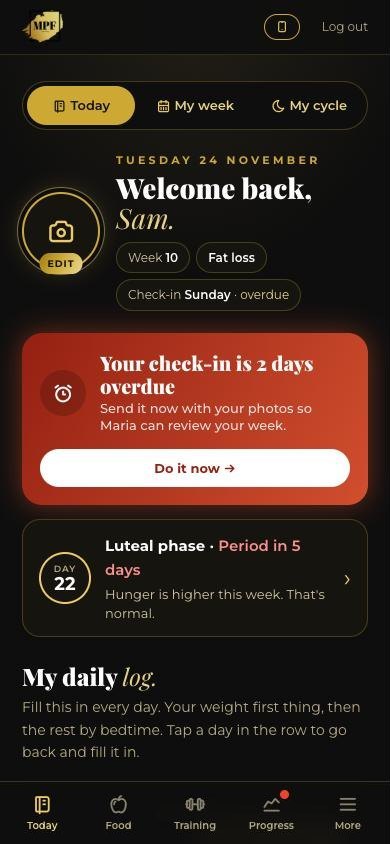 MPF
Log out
Today
My week
My cycle
TUESDAY 24 NOVEMBER
Welcome back,
Sam.
EDIT
Week 10
Fat loss
Check-in Sunday · overdue
Your check-in is 2 days
overdue
Send it now with your photos so
Maria can review your week.
Do it now →
DAY
22
Luteal phase · Period in 5
days
Hunger is higher this week. That's
normal.
My daily log.
Fill this in every day. Your weight first thing, then
the rest by bedtime. Tap a day in the row to go
back and fill it in.
Today
Food
Training
Progress
More